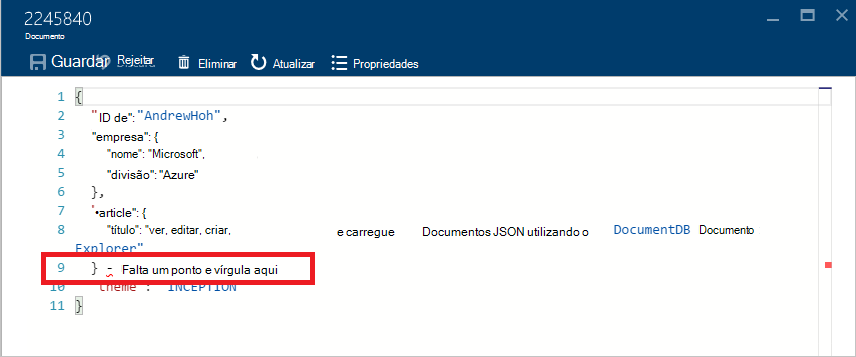 2245840
Documento
Guardar Rejeitar Eliminar Atualizar Propriedades
1 {
2 "ID de": "AndrewHoh",
3 "empresa": {
4 "nome": "Microsoft",
5 "divisão": "Azure"
6 },
7 "•article": {
8 "título": "ver, editar, criar, e carregue Documentos JSON utilizando o DocumentDB Documento
Explorer"
9 } - Falta um ponto e vírgula aqui
10 "theme": "INCEPTION"
11 }